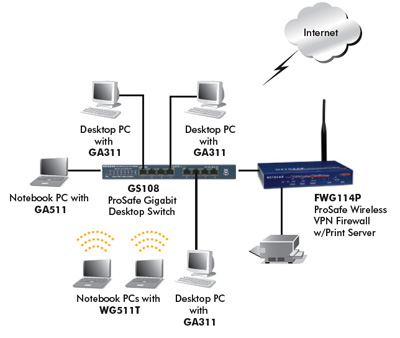 Internet
Desktop PC
with
GA311
Desktop PC
with
GA311
Notebook PC with
GA511
GS108
ProSafe Gigabit
Desktop Switch
NETGEAR
FWG114P
ProSafe Wireless
VPN Firewall
w/Print Server
Notebook PCs with
WG511T
Desktop PC
with
GA311